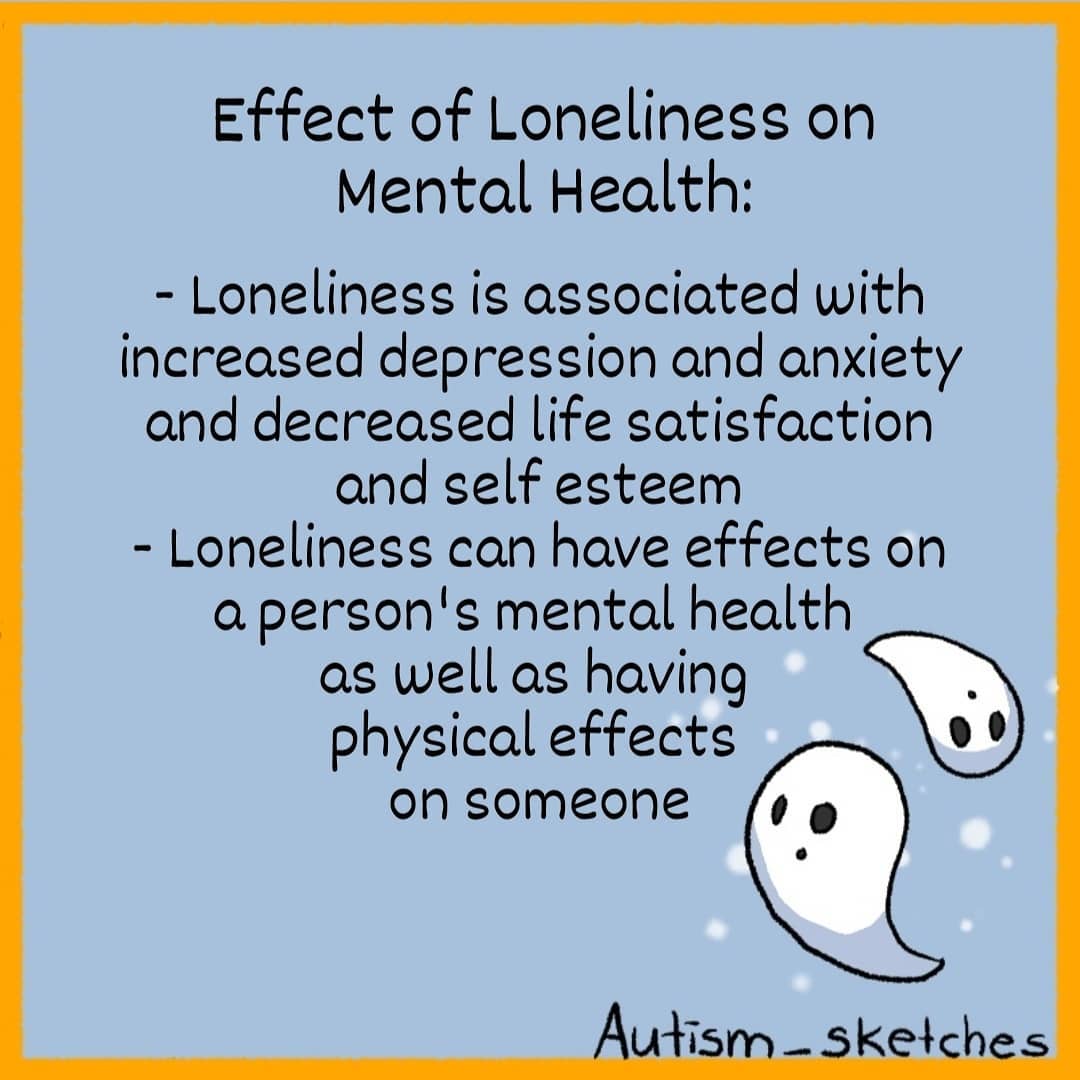 Effect of Loneliness on
Mental Health:
- Loneliness is associated with
increased depression and anxiety
and decreased life satisfaction
and self esteem
- Loneliness can have effects on
a person's mental health
as well as having
physical effects
on someone
Autism_sketches